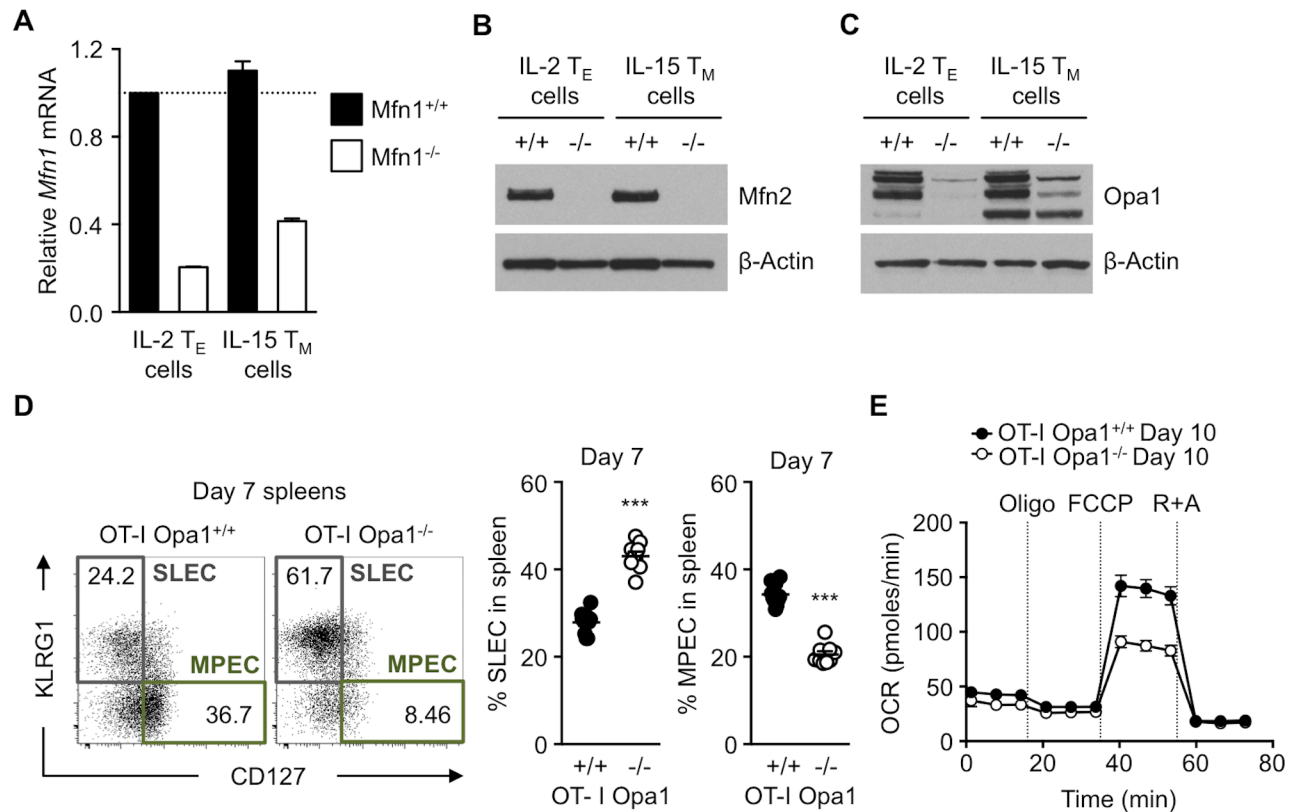 A
Relative Mfn1 mRNA
1.2
1.0
0.8
0.4
0.0
IL-2 TE cells
IL-15 TM cells
Mfn1+/+
Mfn1-/-
B
IL-2 TE cells
IL-15 TM cells
+/+ -/- +/+ -/-
Mfn2
β-Actin
C
IL-2 TE cells
IL-15 TM cells
+/+ -/- +/+ -/-
Opa1
β-Actin
D
Day 7 spleens
OT-I Opa1+/+
OT-I Opa1-/-
24.2 SLEC
MPEC
36.7
61.7 SLEC
MPEC
8.46
KLRG1
CD127
Day 7
% SLEC in spleen
60
40
20
0
***
+/+ -/-
OT- I Opa1
Day 7
% MPEC in spleen
60
40
20
0
***
+/+ -/-
OT-I Opa1
E
OT-I Opa1+/+ Day 10
OT-I Opa1-/- Day 10
Oligo FCCP R+A
OCR (pmoles/min)
200
150
100
50
0
0 20 40 60 80
Time (min)